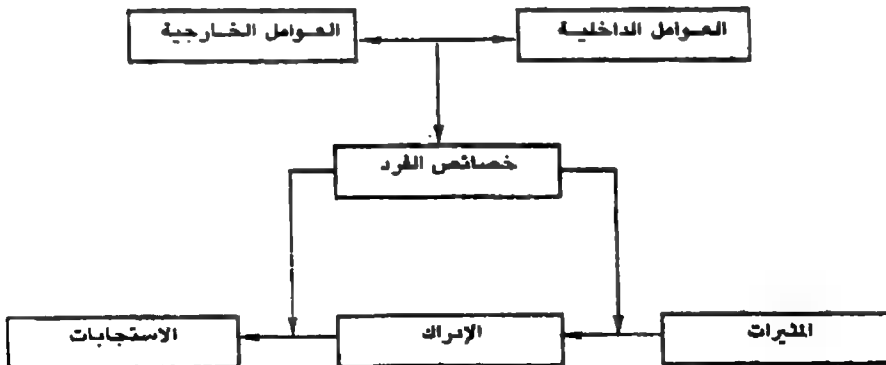 العوامل الداخلية
العوامل الخارجية
خصائص الفرد
المثيرات
الإدراك
الاستجابات